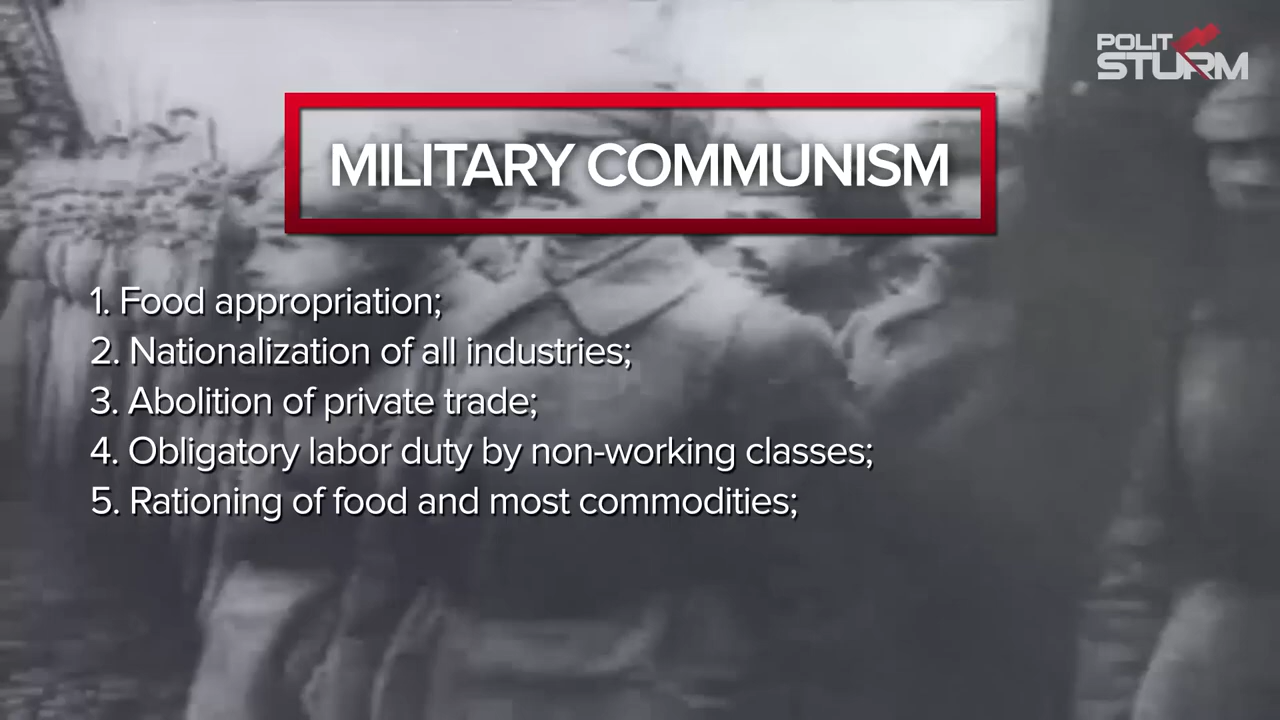 POLIT
STURM
MILITARY COMMUNISM
1. Food appropriation;
2. Nationalization of all industries;
3. Abolition of private trade;
4. Obligatory labor duty by non-working classes;
5. Rationing of food and most commodities;